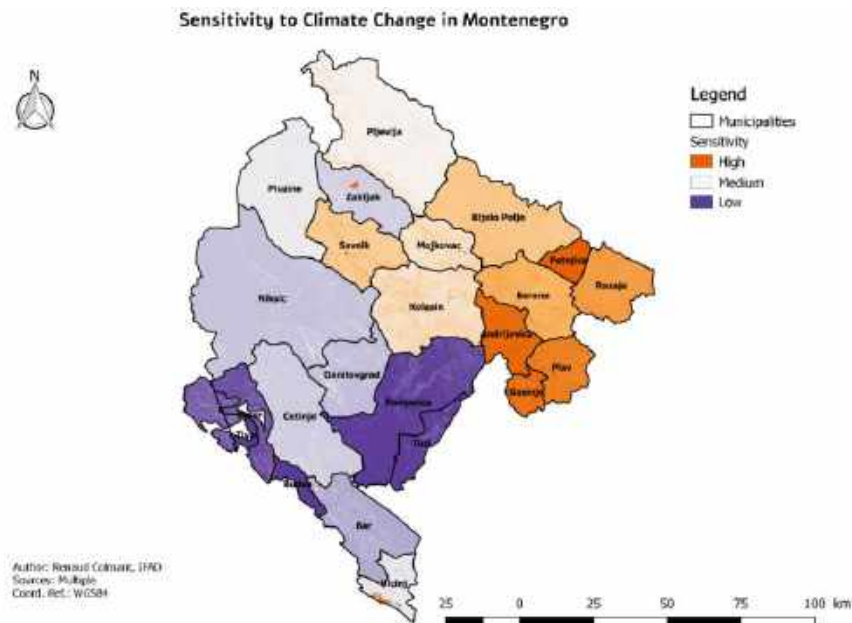 Sensitivity to Climate Change in Montenegro
N
Legend
Municipalities
Sensitivity
High
Medium
Low
Pljevlja
Pluzine
Zabljak
Bijelo Polje
Savnik
Mojkovac
Petnjica
Rozaje
Niksic
Kolasin
Berane
Andrijevica
Plav
Danilovgrad
Gusinje
Cetinje
Podgorica
Tuzi
Budva
Bar
Author: Renaud Colmant, IFAD
Sources: Multiple
Coord. Ref.: WGS84
25 0 25 50 75 100 km